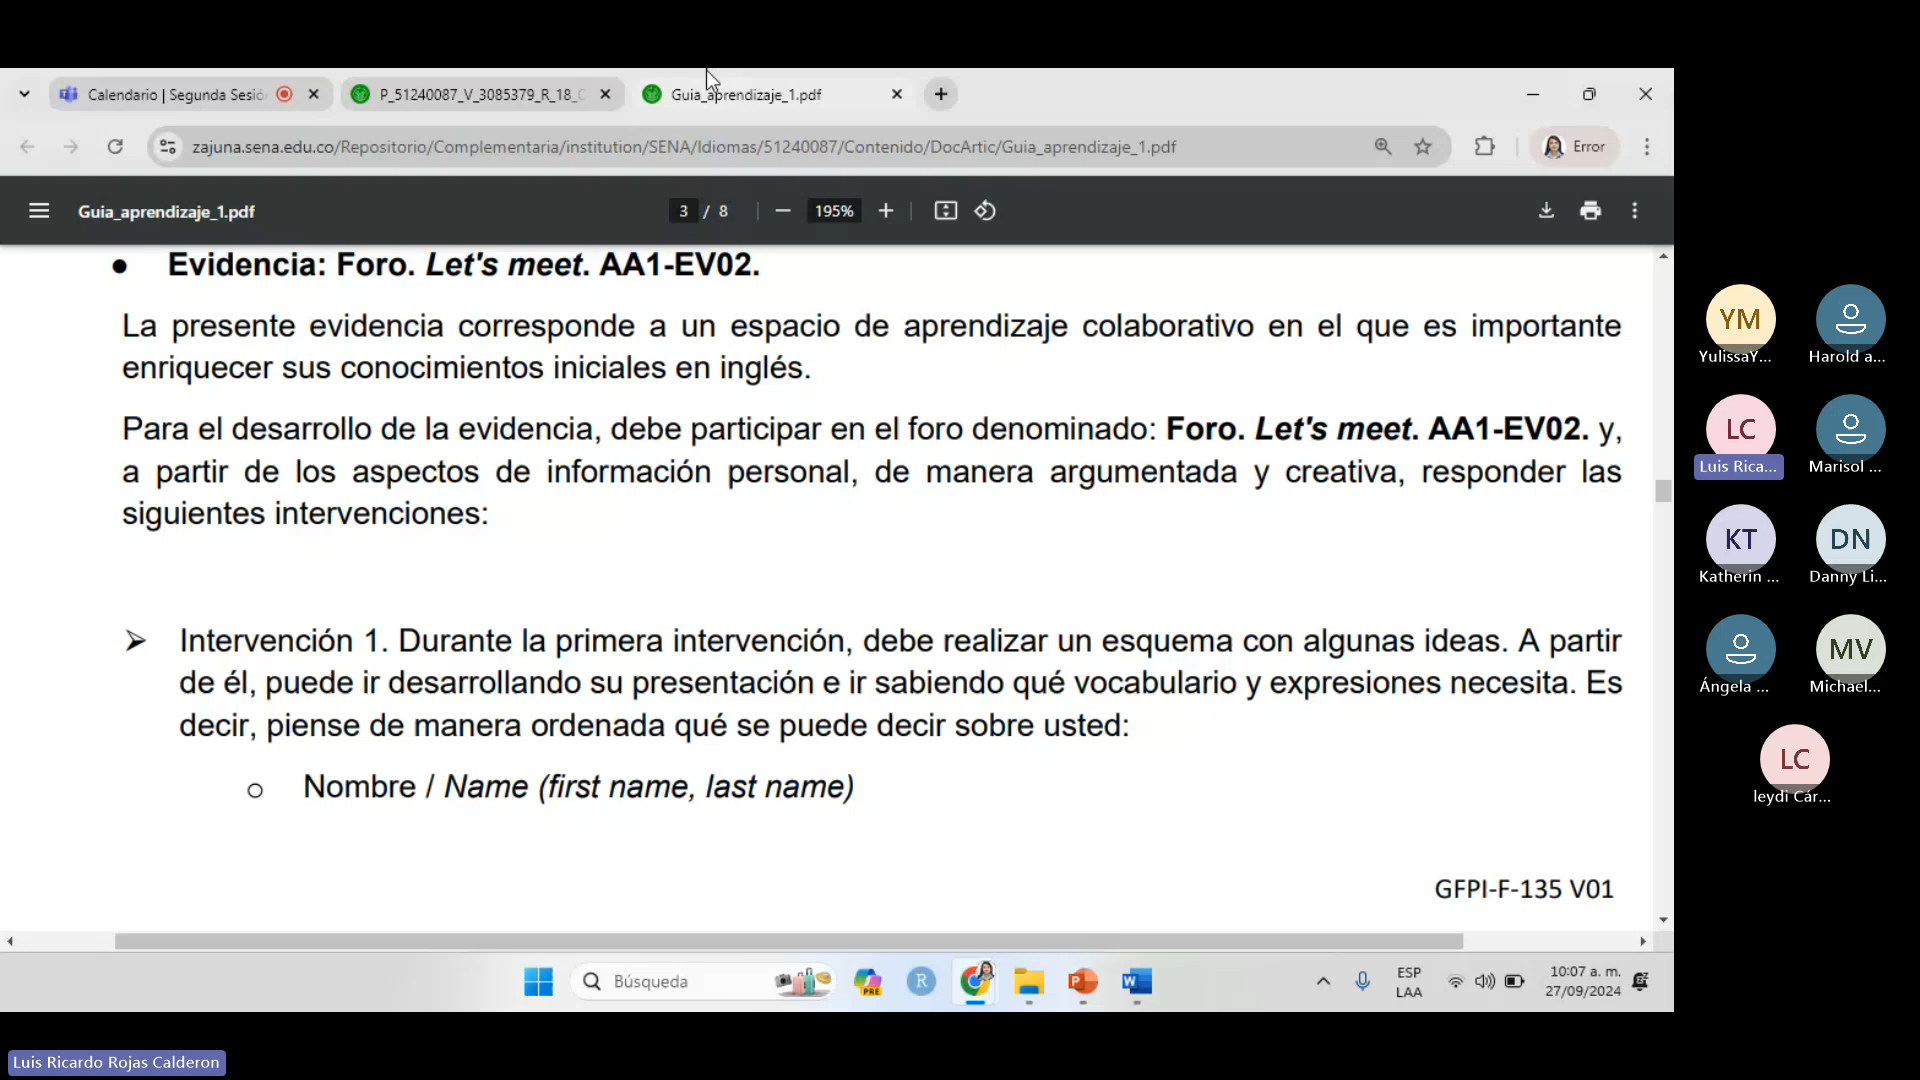 Calendario | Segunda Sesió
P_51240087_V_3085379_R_18_C
Guia_aprendizaje_1.pdf
zajuna.sena.edu.co/Repositorio/Complementaria/institution/SENA/Idiomas/51240087/Contenido/DocArtic/Guia_aprendizaje_1.pdf
Error
Guia_aprendizaje_1.pdf
3 / 8
195%
● Evidencia: Foro. Let's meet. AA1-EV02.
La presente evidencia corresponde a un espacio de aprendizaje colaborativo en el que es importante
enriquecer sus conocimientos iniciales en inglés.
Para el desarrollo de la evidencia, debe participar en el foro denominado: Foro. Let's meet. AA1-EV02. y,
a partir de los aspectos de información personal, de manera argumentada y creativa, responder las
siguientes intervenciones:
➢ Intervención 1. Durante la primera intervención, debe realizar un esquema con algunas ideas. A partir
de él, puede ir desarrollando su presentación e ir sabiendo qué vocabulario y expresiones necesita. Es
decir, piense de manera ordenada qué se puede decir sobre usted:
o Nombre / Name (first name, last name)
GFPI-F-135 V01
Búsqueda
PRE
R
ESP
LAA
10:07 a. m.
27/09/2024
YM
YulissaY...
Harold a...
LC
Luis Rica...
Marisol ...
KT
Katherin ...
DN
Danny Li...
Ángela ...
MV
Michael...
LC
leydi Cár...
Luis Ricardo Rojas Calderon